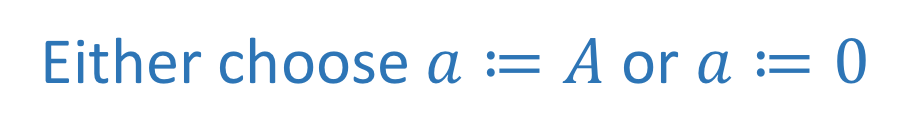 Either choose 𝑎 ≔ 𝐴 or 𝑎 ≔ 0